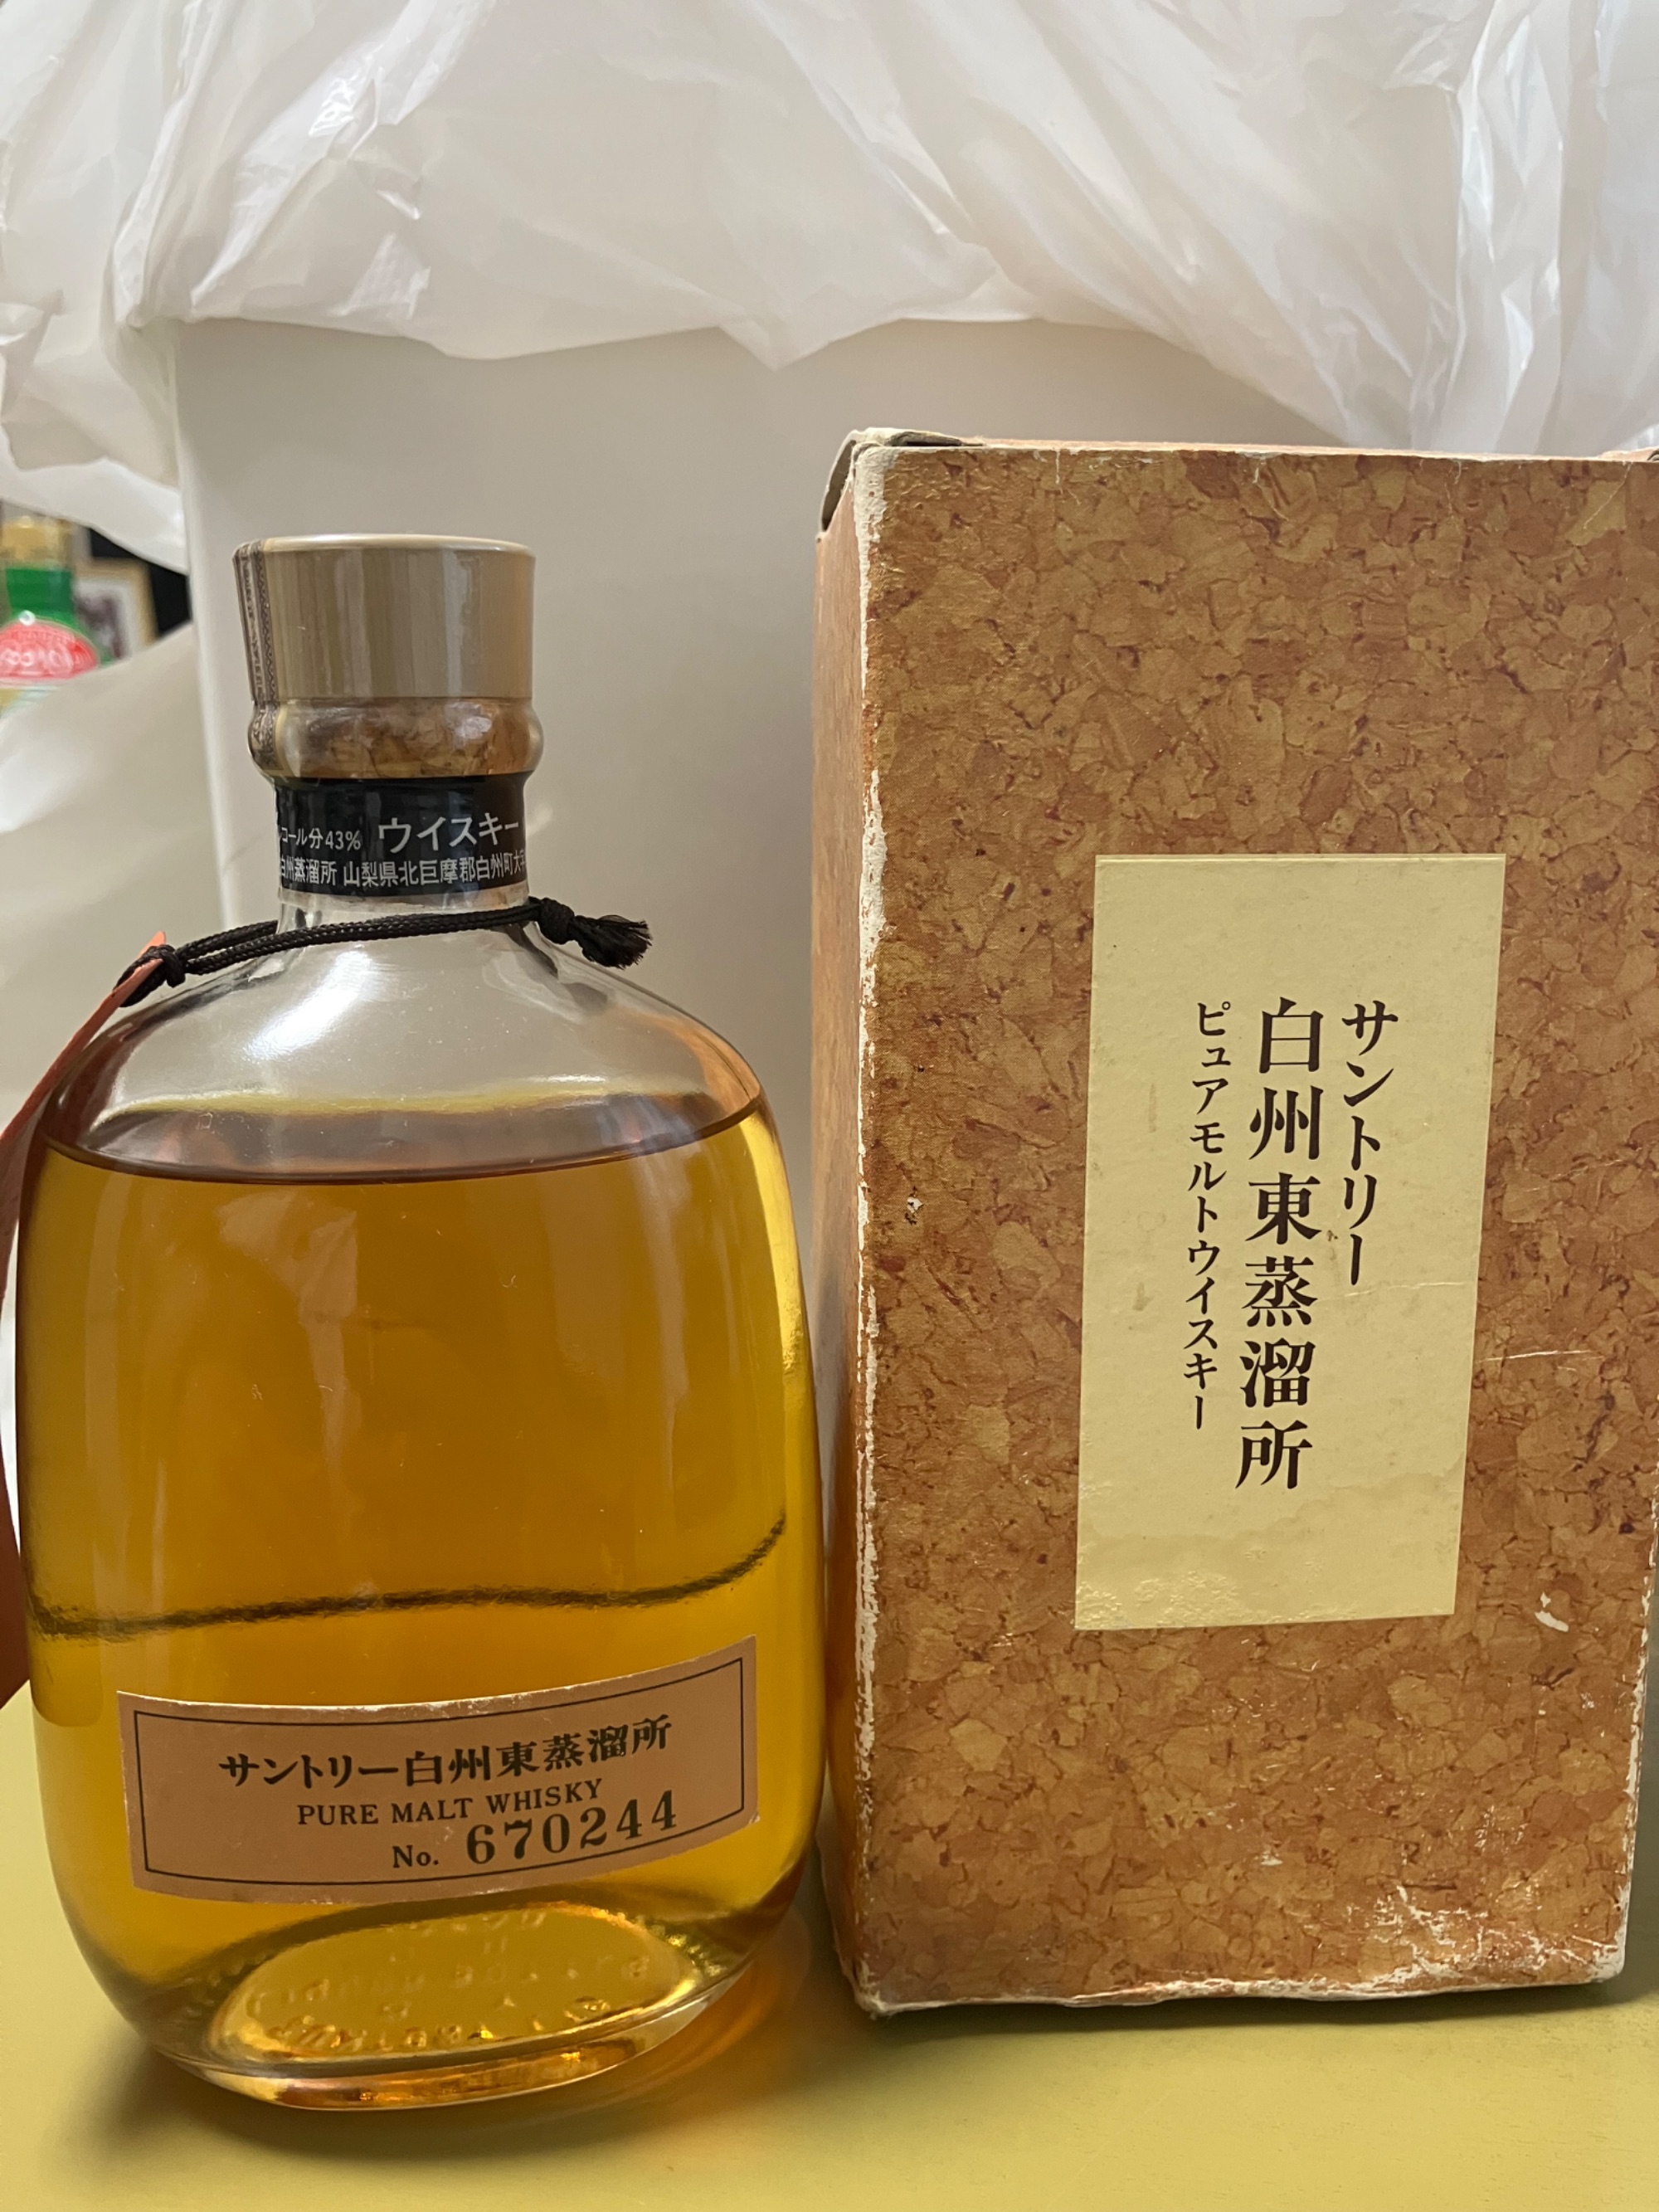 コール分43% ウイスキー
白州蒸溜所 山梨県北巨摩郡白州町大字
サントリー白州東蒸溜所
PURE MALT WHISKY
No. 670244
サントリー
白州東蒸溜所
ピュアモルトウイスキー